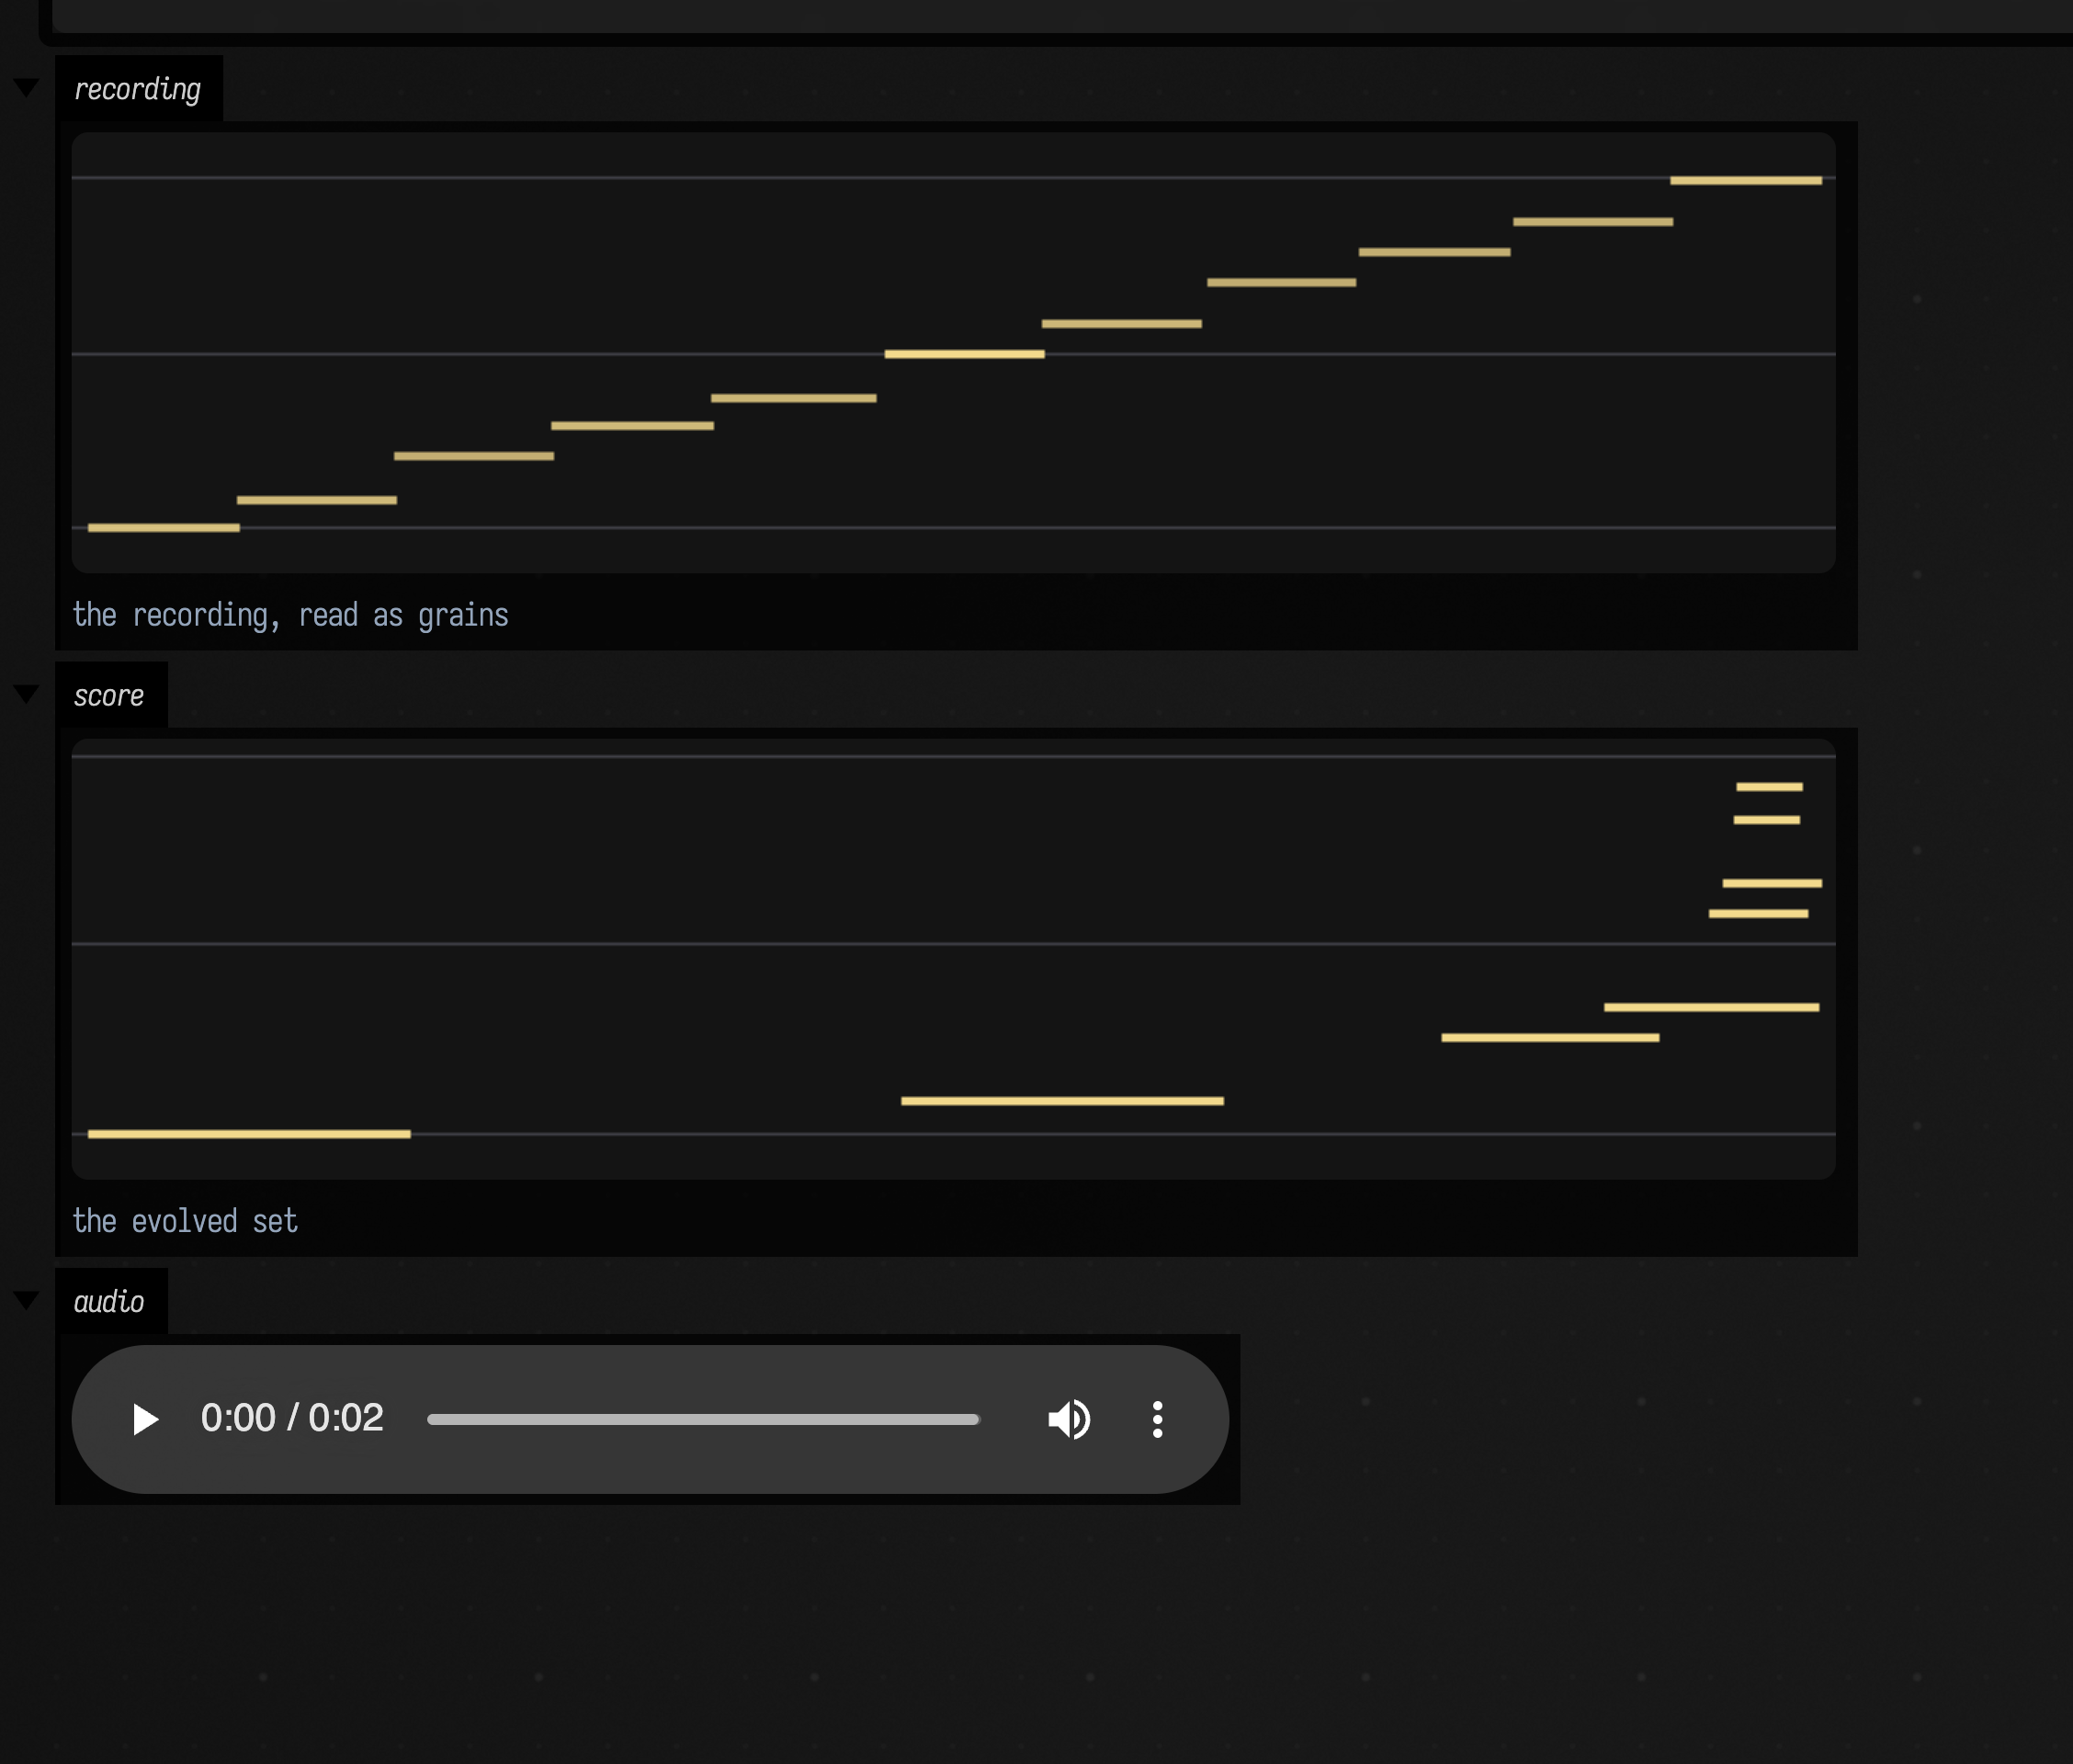 recording
the recording, read as grains
score
the evolved set
audio
0:00 / 0:02